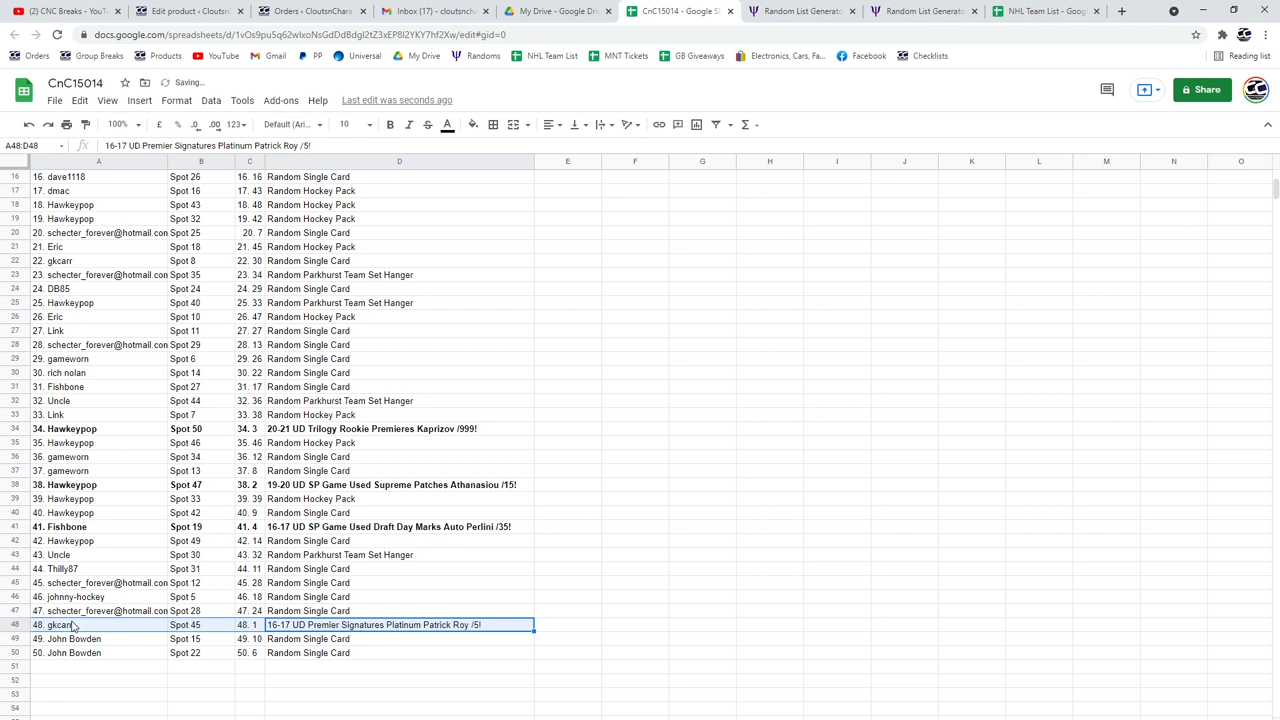 (2) CNC Breaks - YouT
Edit product < CloutsnC
Orders < CloutsnChara
Inbox (17) - cloutsnch
My Drive - Google Driv
CnC15014 - Google Sh
Random List Generato
Random List Generat
NHL Team List - Googl
docs.google.com/spreadsheets/d/
Orders
Group Breaks
Products
YouTube
Gmail
PP
Universal
My Drive
Randoms
NHL Team List
MNT Tickets
GB Giveaways
Electronics, Cars, Fa...
Facebook
Checklists
Reading list
CnC15014
Saving...
File Edit View Insert Format Data Tools Add-ons Help Last edit was seconds ago
Share
100% £ % .0 .00 123 Default (Ari... 10 B I S A
A48:D48 fx 16-17 UD Premier Signatures Platinum Patrick Roy /5!
A B C D E F G H I J K L M N O
16 16. dave1118 Spot 26 16. 16 Random Single Card
17 17. dmac Spot 16 17. 43 Random Hockey Pack
18 18. Hawkeypop Spot 43 18. 48 Random Hockey Pack
19 19. Hawkeypop Spot 32 19. 42 Random Hockey Pack
20 20. schecter_forever@hotmail.con Spot 25 20. 7 Random Single Card
21 21. Eric Spot 18 21. 45 Random Hockey Pack
22 22. gkcarr Spot 8 22. 30 Random Single Card
23 23. schecter_forever@hotmail.con Spot 35 23. 34 Random Parkhurst Team Set Hanger
24 24. DB85 Spot 24 24. 29 Random Single Card
25 25. Hawkeypop Spot 40 25. 33 Random Parkhurst Team Set Hanger
26 26. Eric Spot 10 26. 47 Random Hockey Pack
27 27. Link Spot 11 27. 27 Random Single Card
28 28. schecter_forever@hotmail.con Spot 29 28. 13 Random Single Card
29 29. gameworn Spot 6 29. 26 Random Single Card
30 30. rich nolan Spot 14 30. 22 Random Single Card
31 31. Fishbone Spot 27 31. 17 Random Single Card
32 32. Uncle Spot 44 32. 36 Random Parkhurst Team Set Hanger
33 33. Link Spot 7 33. 38 Random Hockey Pack
34 34. Hawkeypop Spot 50 34. 3 20-21 UD Trilogy Rookie Premieres Kaprizov /999!
35 35. Hawkeypop Spot 46 35. 46 Random Hockey Pack
36 36. gameworn Spot 34 36. 12 Random Single Card
37 37. gameworn Spot 13 37. 8 Random Single Card
38 38. Hawkeypop Spot 47 38. 2 19-20 UD SP Game Used Supreme Patches Athanasiou /15!
39 39. Hawkeypop Spot 33 39. 39 Random Hockey Pack
40 40. Hawkeypop Spot 42 40. 9 Random Single Card
41 41. Fishbone Spot 19 41. 4 16-17 UD SP Game Used Draft Day Marks Auto Perlini /35!
42 42. Hawkeypop Spot 49 42. 14 Random Single Card
43 43. Uncle Spot 30 43. 32 Random Parkhurst Team Set Hanger
44 44. Thilly87 Spot 31 44. 11 Random Single Card
45 45. schecter_forever@hotmail.con Spot 12 45. 28 Random Single Card
46 46. johnny-hockey Spot 5 46. 18 Random Single Card
47 47. schecter_forever@hotmail.con Spot 28 47. 24 Random Single Card
48 48. gkcarr Spot 45 48. 1 16-17 UD Premier Signatures Platinum Patrick Roy /5!
49 49. John Bowden Spot 15 49. 10 Random Single Card
50 50. John Bowden Spot 22 50. 6 Random Single Card
51
52
53
54